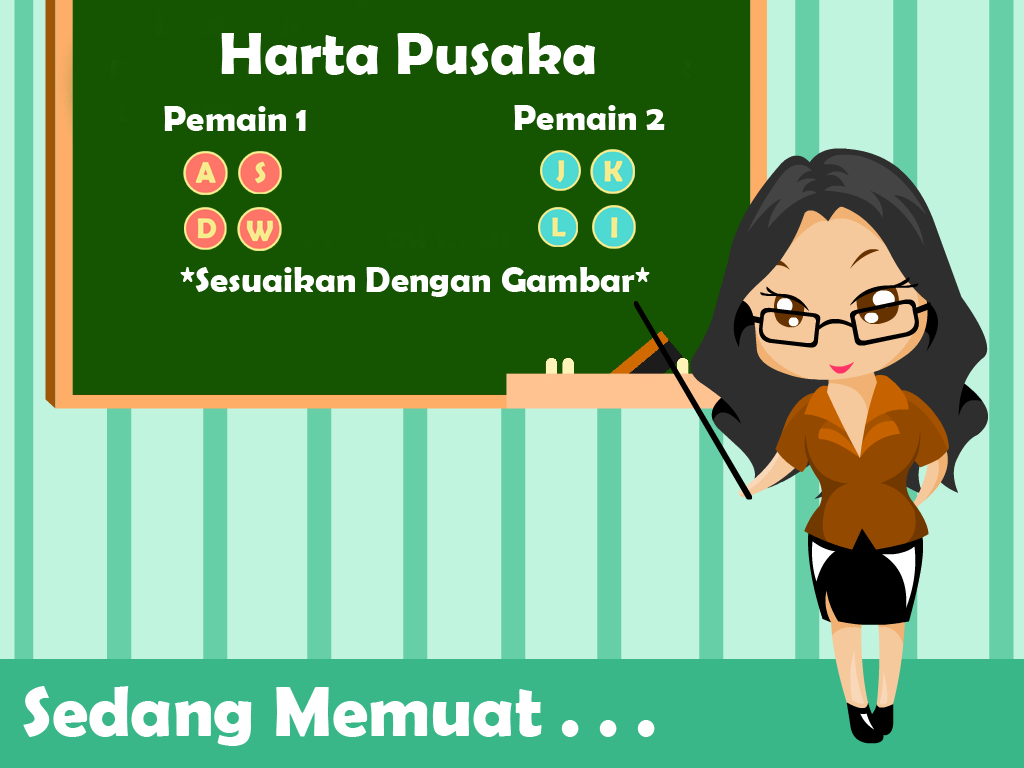 Harta Pusaka
Pemain 1 Pemain 2
A S J K
D W L I
*Sesuaikan Dengan Gambar*
Sedang Memuat . . .